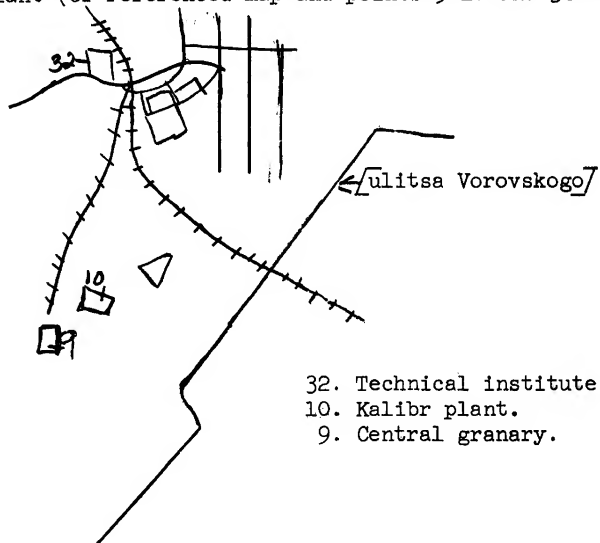 32
[ulitsa Vorovskogo]
10
9
32. Technical institute
10. Kalibr plant.
9. Central granary.